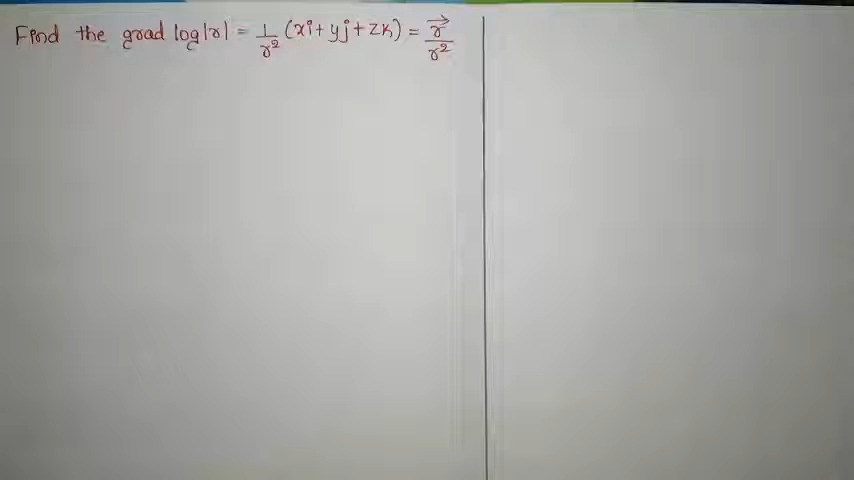 Find the grad log|r| = 1/r² (xi + yj + zk) = r⃗/r²